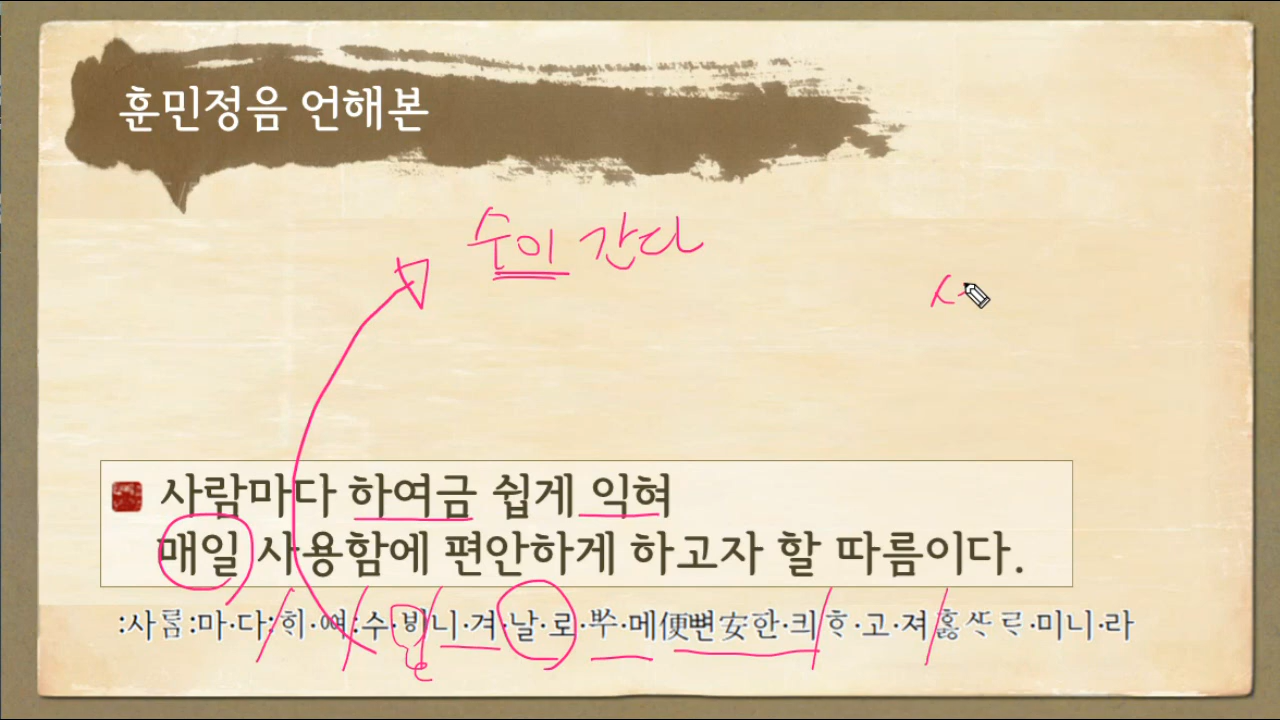 훈민정음 언해본
수이 간다
사람마다 하여금 쉽게 익혀
매일 사용함에 편안하게 하고자 할 따름이다.
:사ᄅᆞᆷ:마·다:ᄒᆡ·ᅇᅧ:수·ᄫᅵ니·겨·날·로·ᄡᅮ·메便뼌安한·킈ᄒᆞ·고·져ᄒᆞᇙᄯᆞᄅᆞ·미니·라